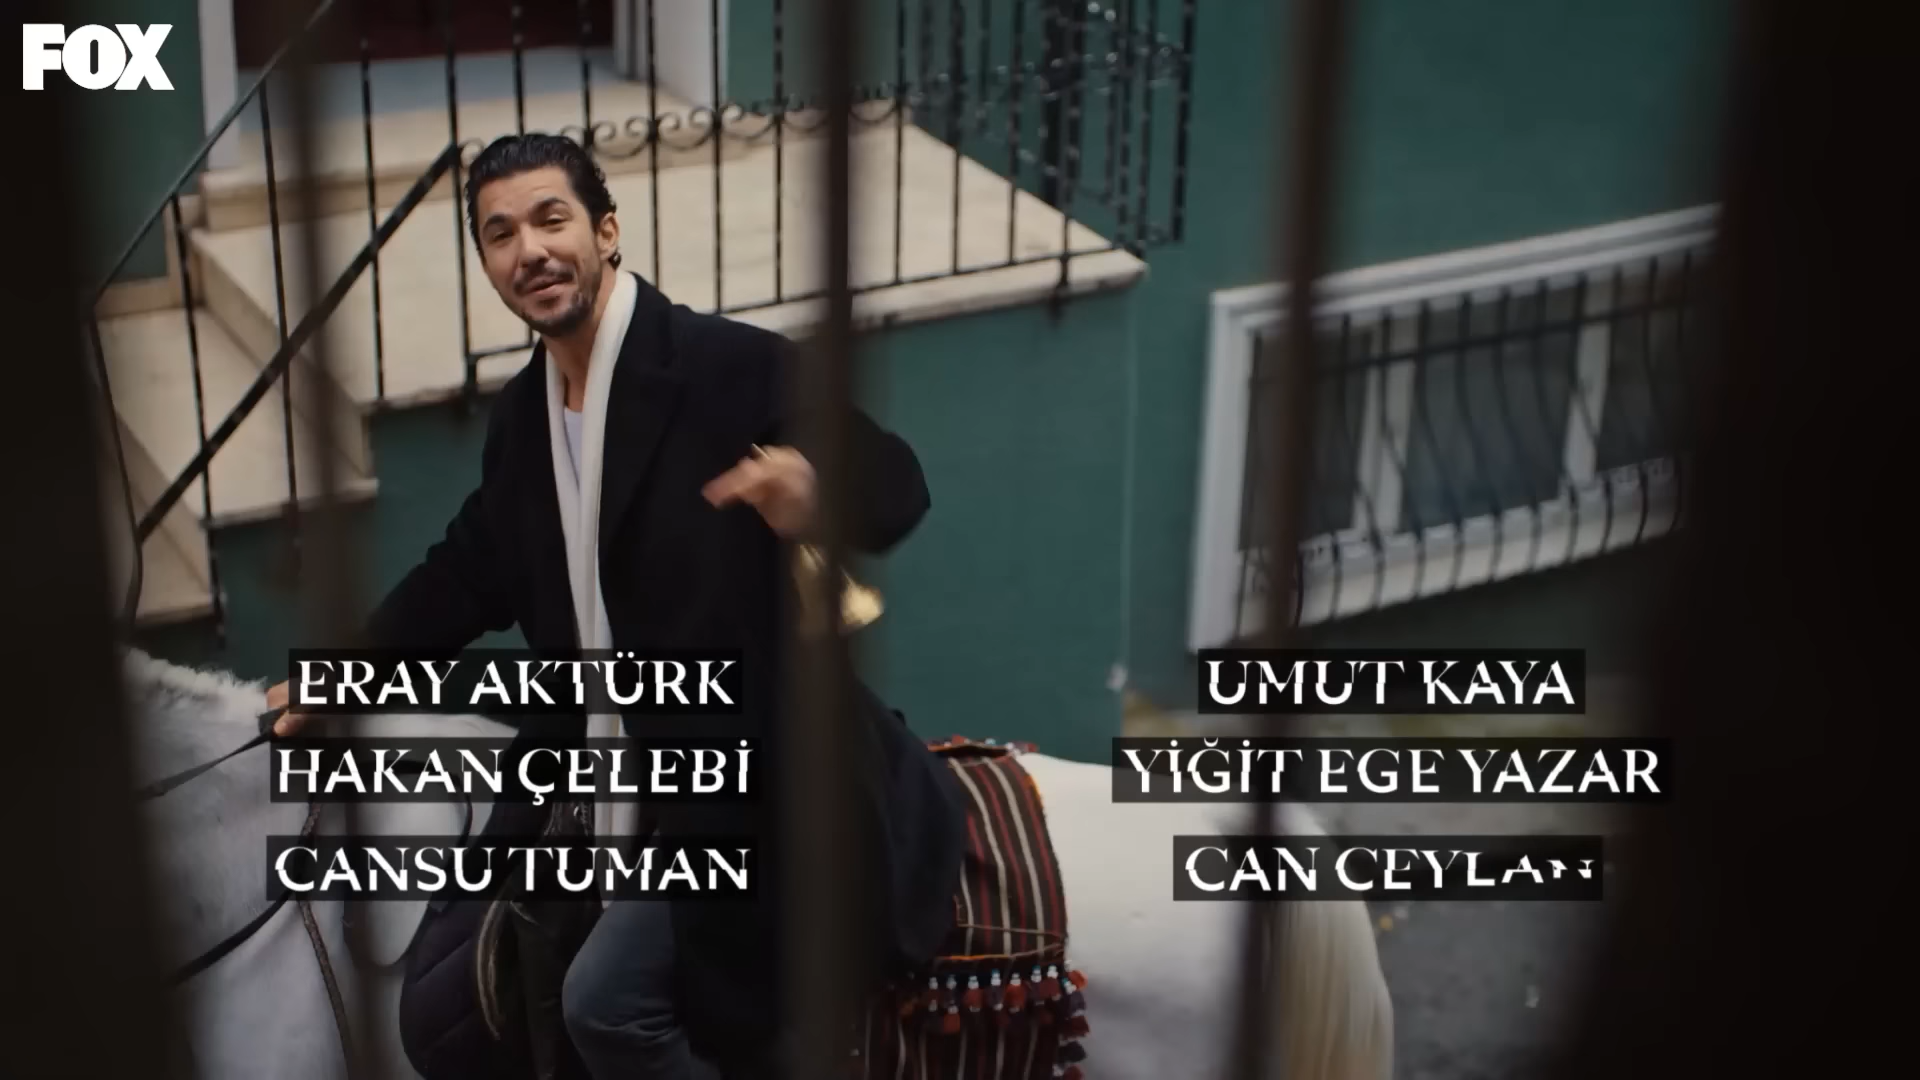 FOX
ERAY AKTÜRK
UMUT KAYA
HAKAN ÇELEBİ
YİĞİT EGE YAZAR
CANSU TUMAN
CAN CEYLAN